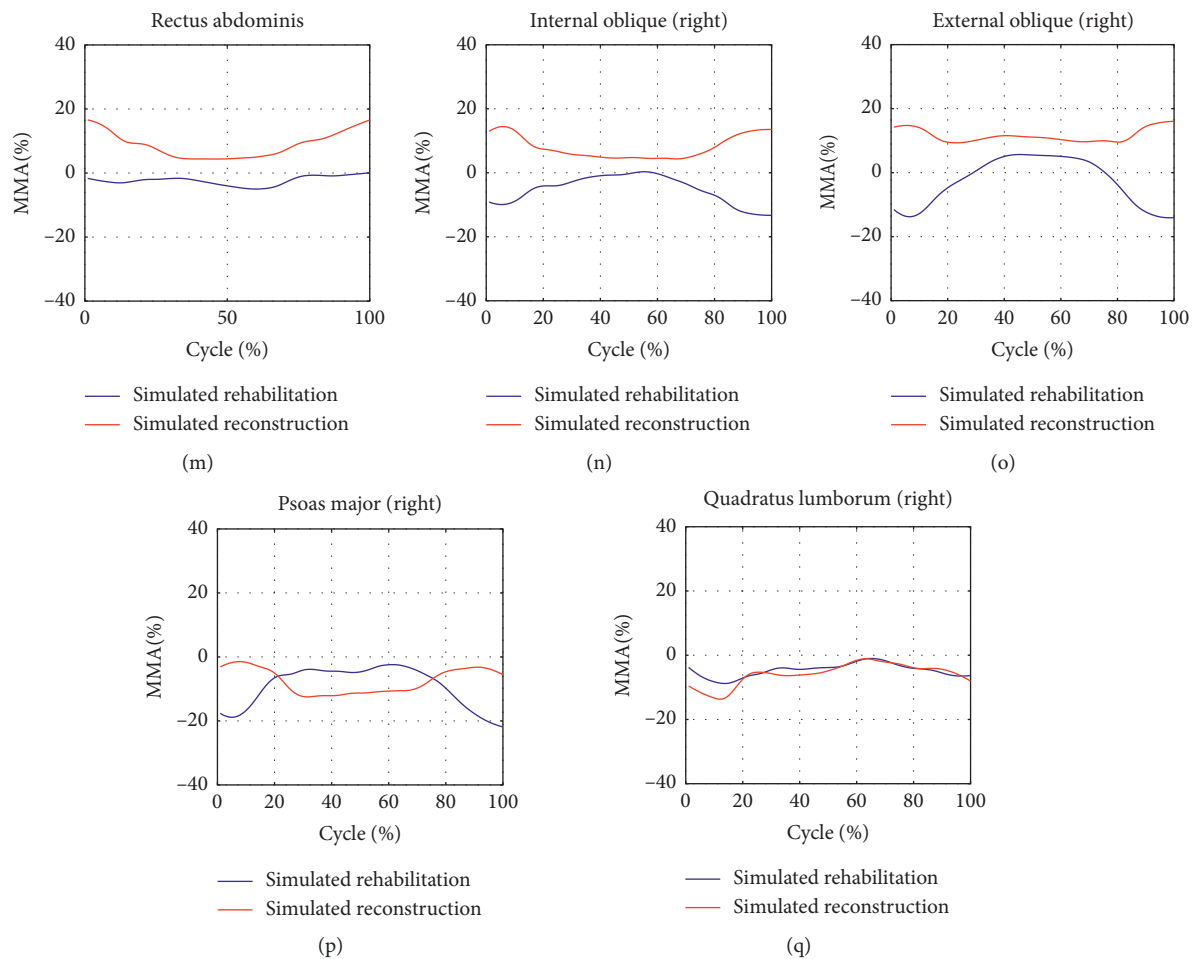 Rectus abdominis
40
20
0
−20
−40
MMA(%)
0 50 100
Cycle (%)
Simulated rehabilitation
Simulated reconstruction
(m)
Internal oblique (right)
40
20
0
−20
−40
MMA(%)
0 20 40 60 80 100
Cycle (%)
Simulated rehabilitation
Simulated reconstruction
(n)
External oblique (right)
40
20
0
−20
−40
MMA(%)
0 20 40 60 80 100
Cycle (%)
Simulated rehabilitation
Simulated reconstruction
(o)
Psoas major (right)
40
20
0
−20
−40
MMA(%)
0 20 40 60 80 100
Cycle (%)
Simulated rehabilitation
Simulated reconstruction
(p)
Quadratus lumborum (right)
40
20
0
−20
−40
MMA(%)
0 20 40 60 80 100
Cycle (%)
Simulated rehabilitation
Simulated reconstruction
(q)